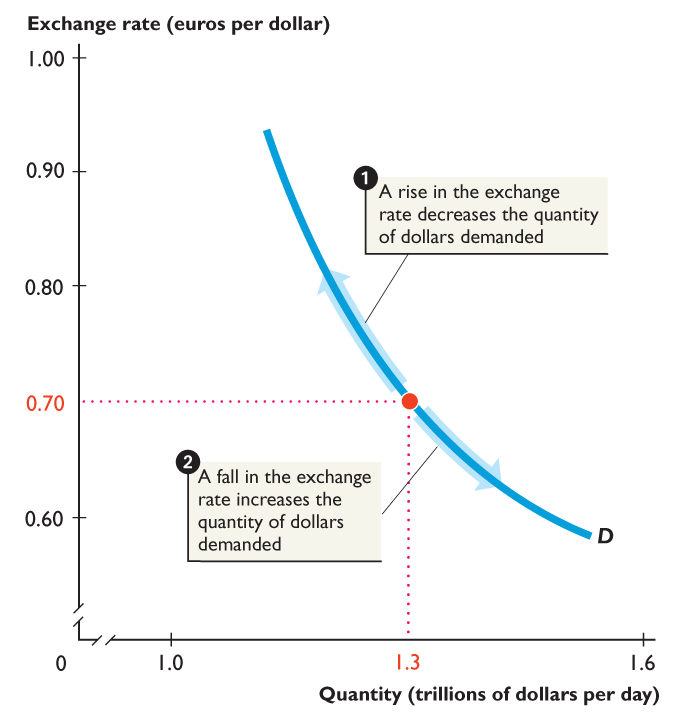 Exchange rate (euros per dollar)
1.00
0.90
1
A rise in the exchange
rate decreases the quantity
of dollars demanded
0.80
0.70
2
A fall in the exchange
rate increases the
quantity of dollars
demanded
0.60
D
0
1.0
1.3
1.6
Quantity (trillions of dollars per day)